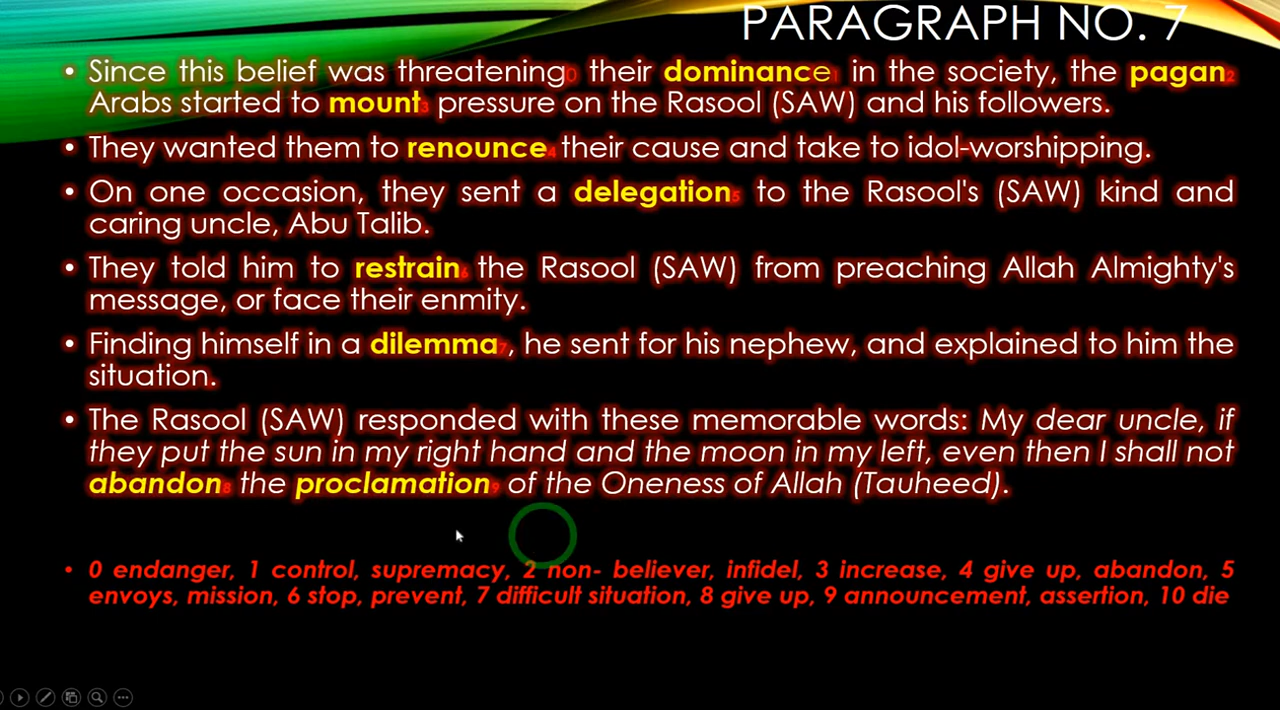 PARAGRAPH NO. 7
• Since this belief was threatening0 their dominance1 in the society, the pagan2
Arabs started to mount3 pressure on the Rasool (SAW) and his followers.
• They wanted them to renounce4 their cause and take to idol-worshipping.
• On one occasion, they sent a delegation5 to the Rasool's (SAW) kind and
caring uncle, Abu Talib.
• They told him to restrain6 the Rasool (SAW) from preaching Allah Almighty's
message, or face their enmity.
• Finding himself in a dilemma7, he sent for his nephew, and explained to him the
situation.
• The Rasool (SAW) responded with these memorable words: My dear uncle, if
they put the sun in my right hand and the moon in my left, even then I shall not
abandon8 the proclamation9 of the Oneness of Allah (Tauheed).
• 0 endanger, 1 control, supremacy, 2 non- believer, infidel, 3 increase, 4 give up, abandon, 5
envoys, mission, 6 stop, prevent, 7 difficult situation, 8 give up, 9 announcement, assertion, 10 die